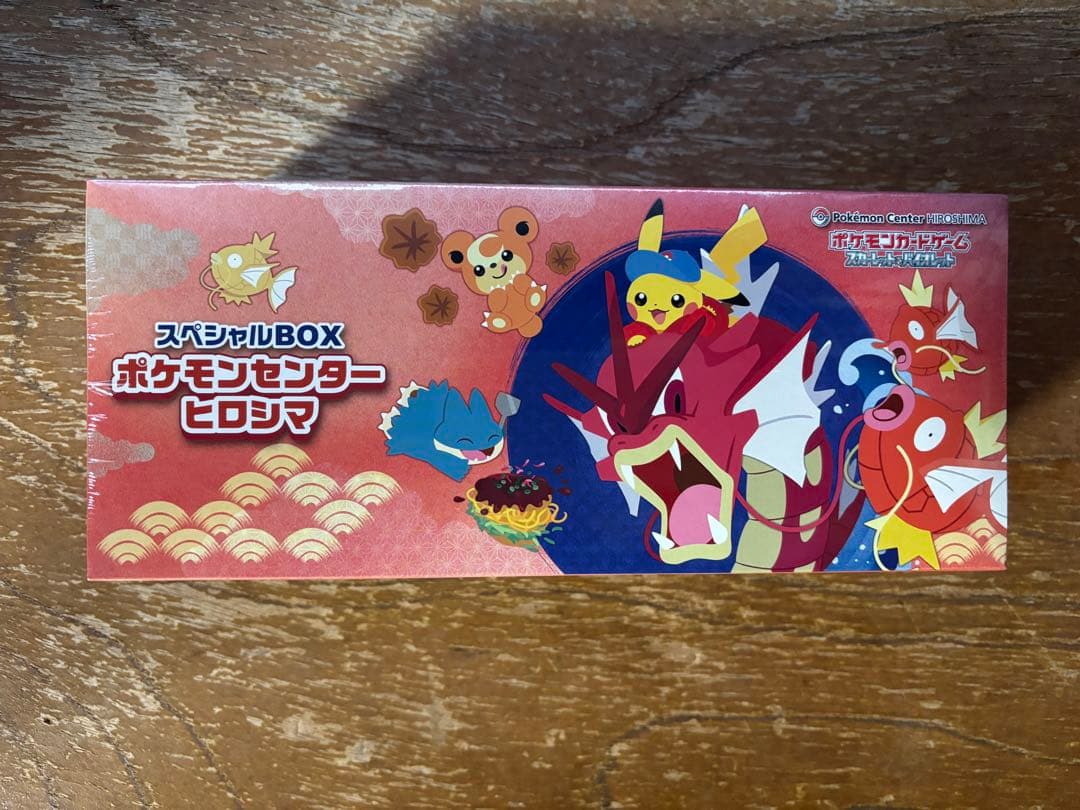 スペシャルBOX
ポケモンセンター
ヒロシマ
Pokémon Center HIROSHIMA
ポケモンカードゲーム
スカーレット&バイオレット